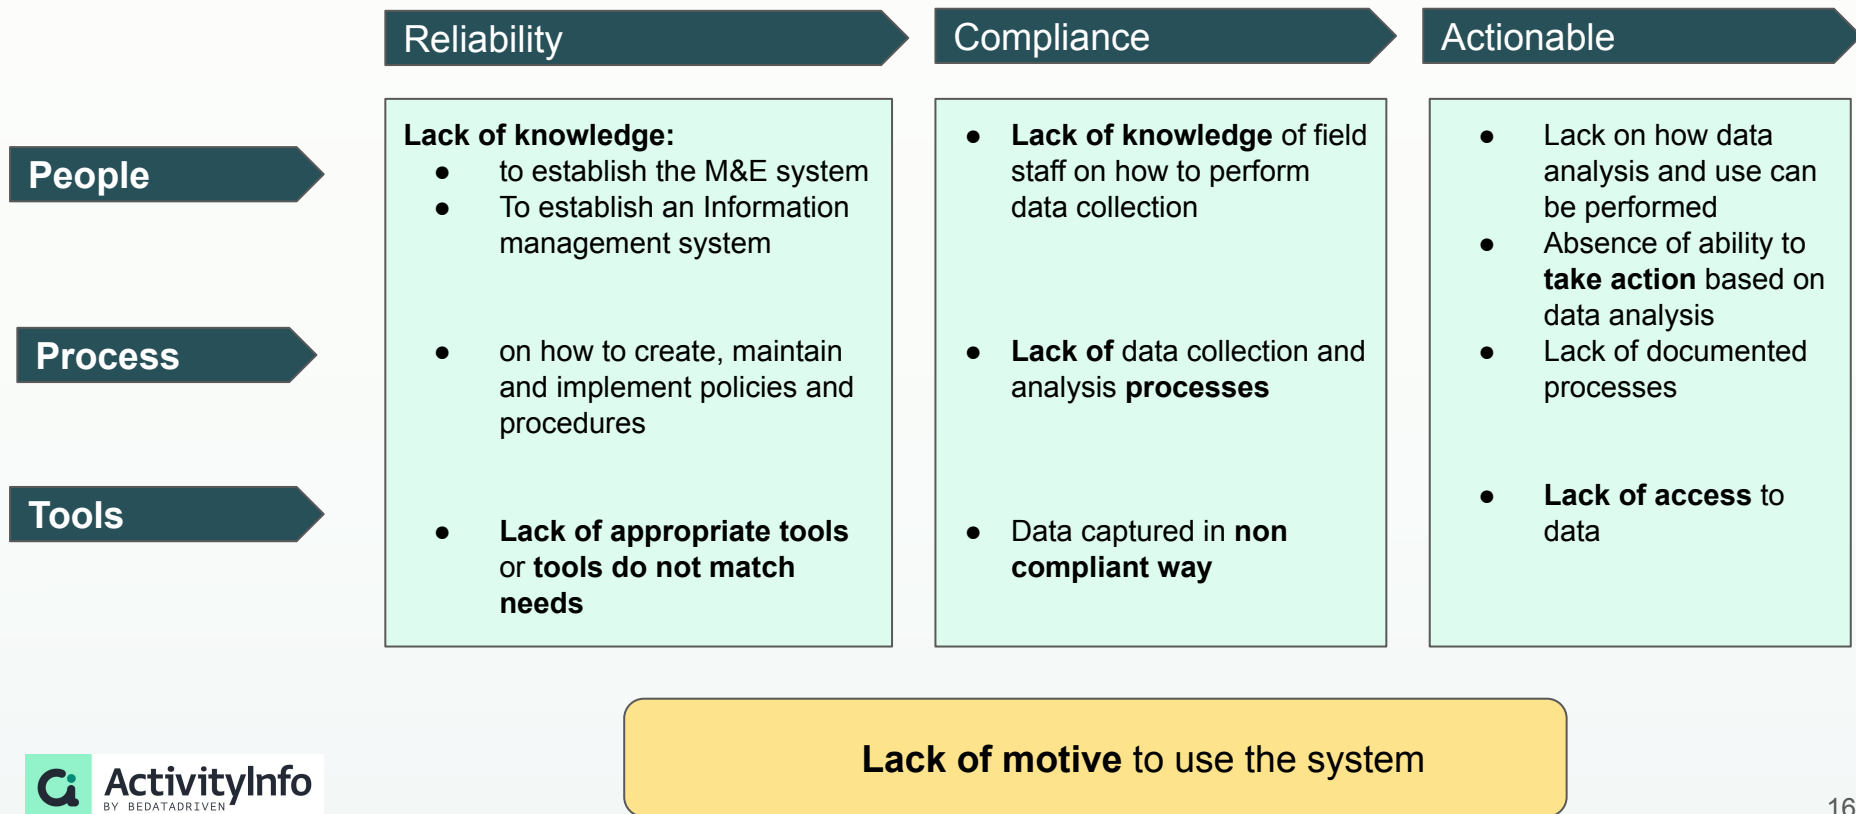 Reliability
Compliance
Actionable
People
Process
Tools
Lack of knowledge:
● to establish the M&E system
● To establish an Information
management system
● on how to create, maintain
and implement policies and
procedures
● Lack of appropriate tools
or tools do not match
needs
● Lack of knowledge of field
staff on how to perform
data collection
● Lack of data collection and
analysis processes
● Data captured in non
compliant way
● Lack on how data
analysis and use can
be performed
● Absence of ability to
take action based on
data analysis
● Lack of documented
processes
● Lack of access to
data
Lack of motive to use the system
ActivityInfo
BY BEDATADRIVEN
16